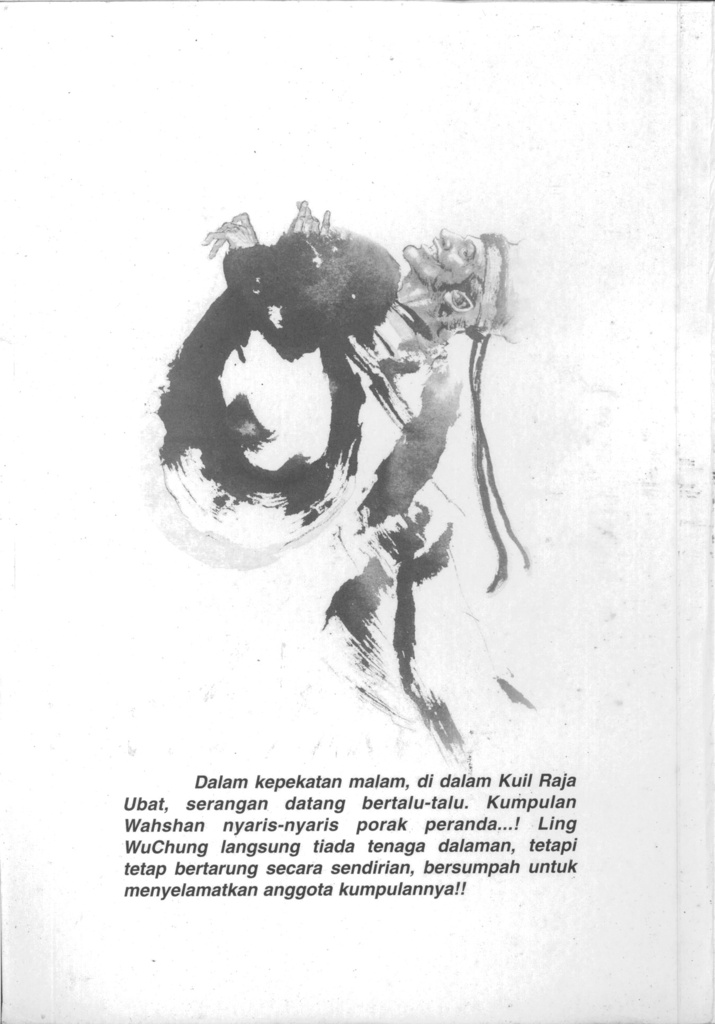 Dalam kepekatan malam, di dalam Kuil Raja
Ubat, serangan datang bertalu-talu. Kumpulan
Wahshan nyaris-nyaris porak peranda...! Ling
WuChung langsung tiada tenaga dalaman, tetapi
tetap bertarung secara sendirian, bersumpah untuk
menyelamatkan anggota kumpulannya!!